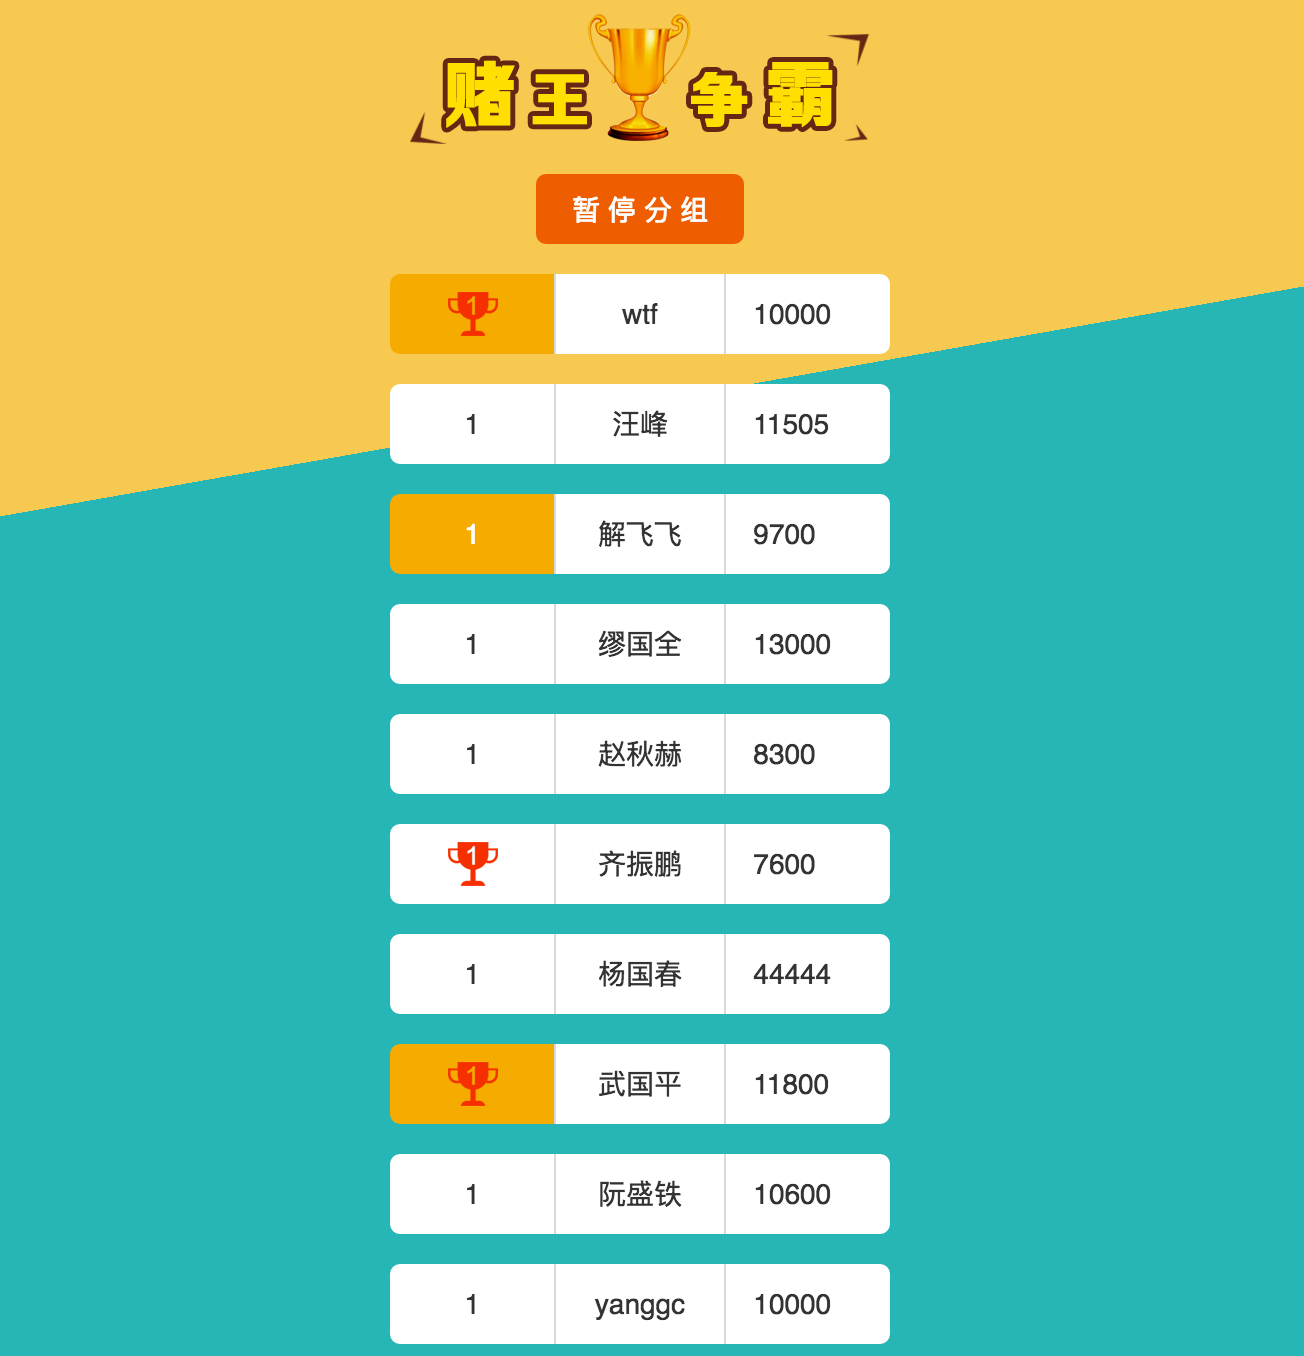 赌王争霸
暂停分组
1 wtf 10000
1 汪峰 11505
1 解飞飞 9700
1 缪国全 13000
1 赵秋赫 8300
1 齐振鹏 7600
1 杨国春 44444
1 武国平 11800
1 阮盛铁 10600
1 yanggc 10000